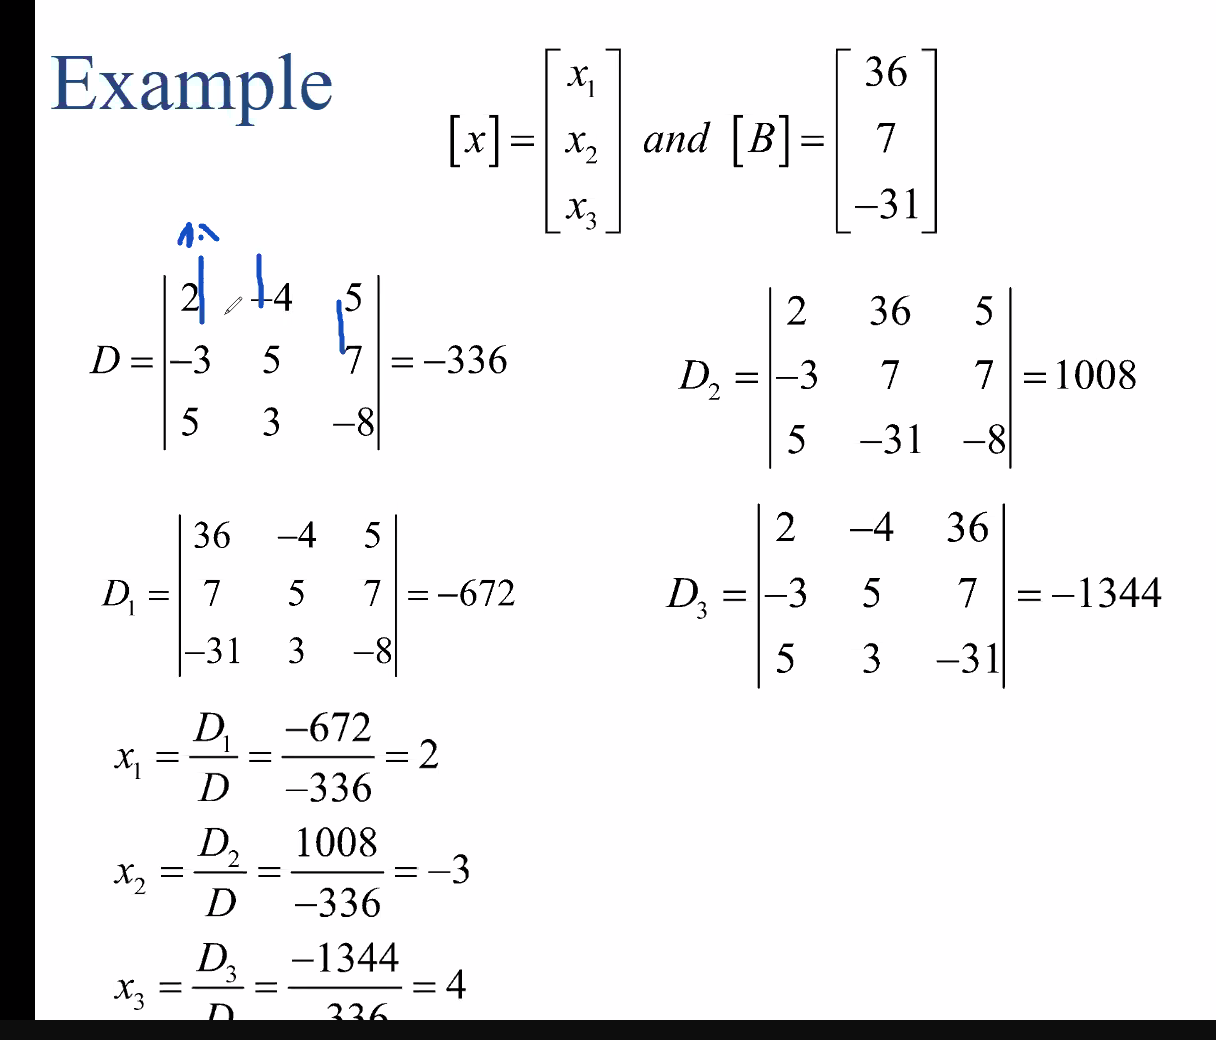 Example
[x] = [x₁ x₂ x₃] and [B] = [36 7 −31]
D = |2 −4 5
−3 5 7
5 3 −8| = −336
D₂ = |2 36 5
−3 7 7
5 −31 −8| = 1008
D₁ = |36 −4 5
7 5 7
−31 3 −8| = −672
D₃ = |2 −4 36
−3 5 7
5 3 −31| = −1344
x₁ = D₁/D = −672/−336 = 2
x₂ = D₂/D = 1008/−336 = −3
x₃ = D₃/D = −1344/336 = 4